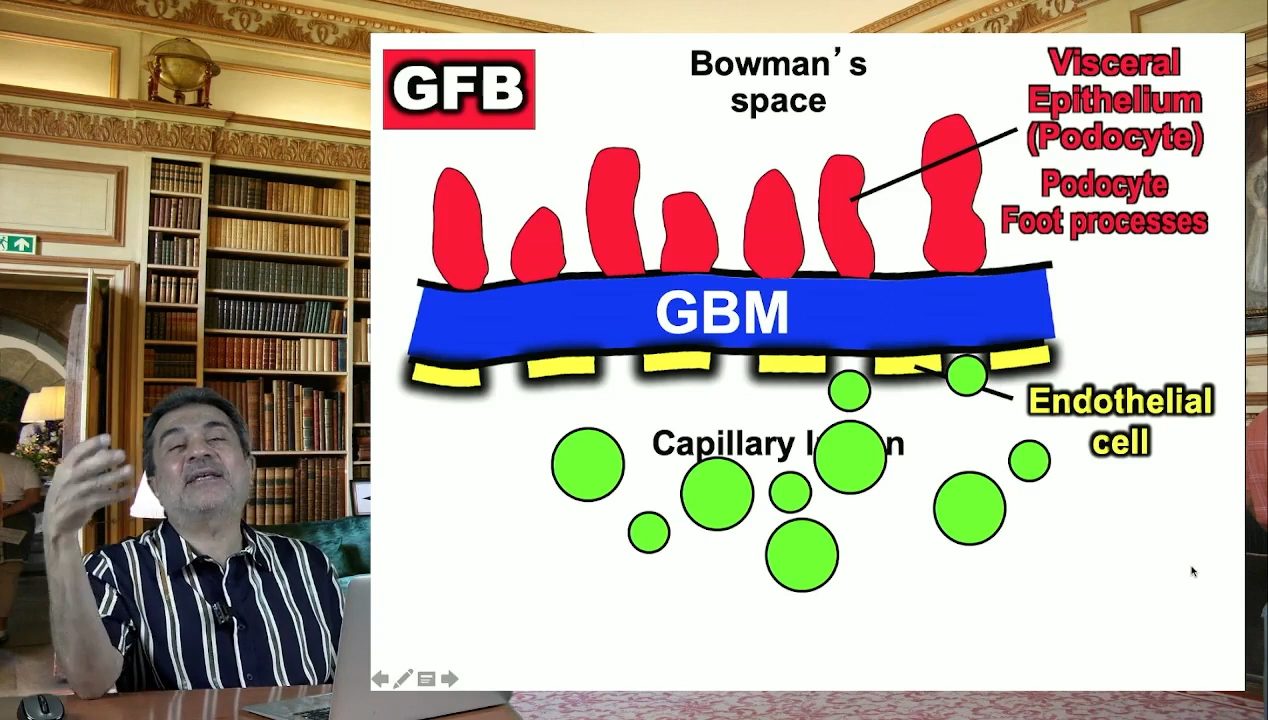 GFB
Bowman's
space
Visceral
Epithelium
(Podocyte)
Podocyte
Foot processes
GBM
Endothelial
cell
Capillary